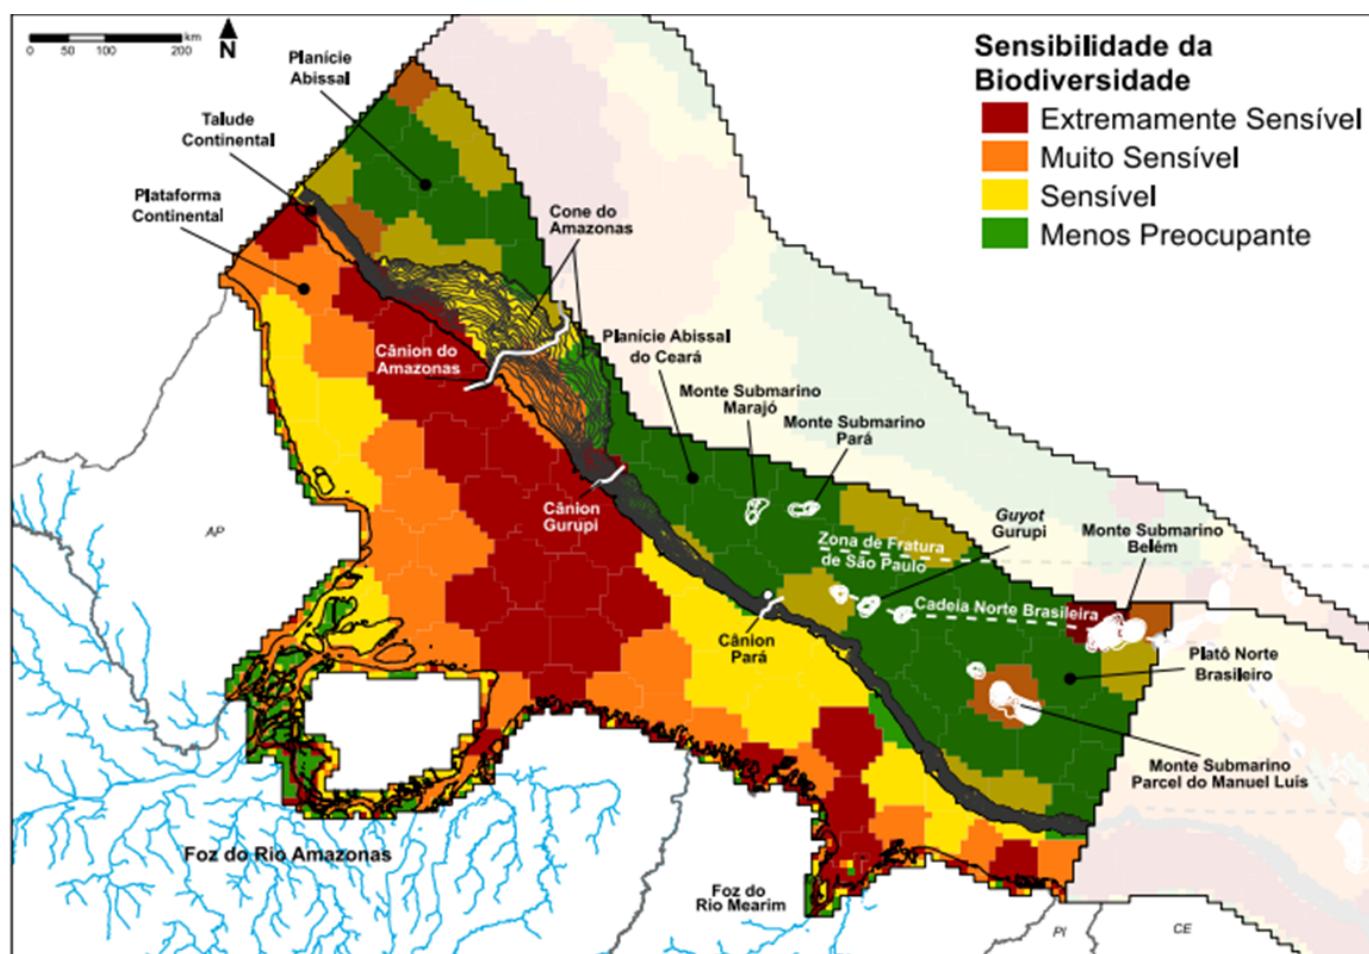 km
0 50 100 200
N
Sensibilidade da
Biodiversidade
Extremamente Sensível
Muito Sensível
Sensível
Menos Preocupante
Planície
Abissal
Talude
Continental
Plataforma
Continental
Cone do
Amazonas
Cânion do
Amazonas
Planície Abissal
do Ceará
Monte Submarino
Marajó
Monte Submarino
Pará
Cânion
Gurupi
Guyot
Gurupi
Monte Submarino
Belém
Zona de Fratura
de São Paulo
Cadeia Norte Brasileira
AP
Cânion
Pará
Platô Norte
Brasileiro
Monte Submarino
Parcel do Manuel Luís
Foz do Rio Amazonas
Foz do
Rio Mearim
PI
CE